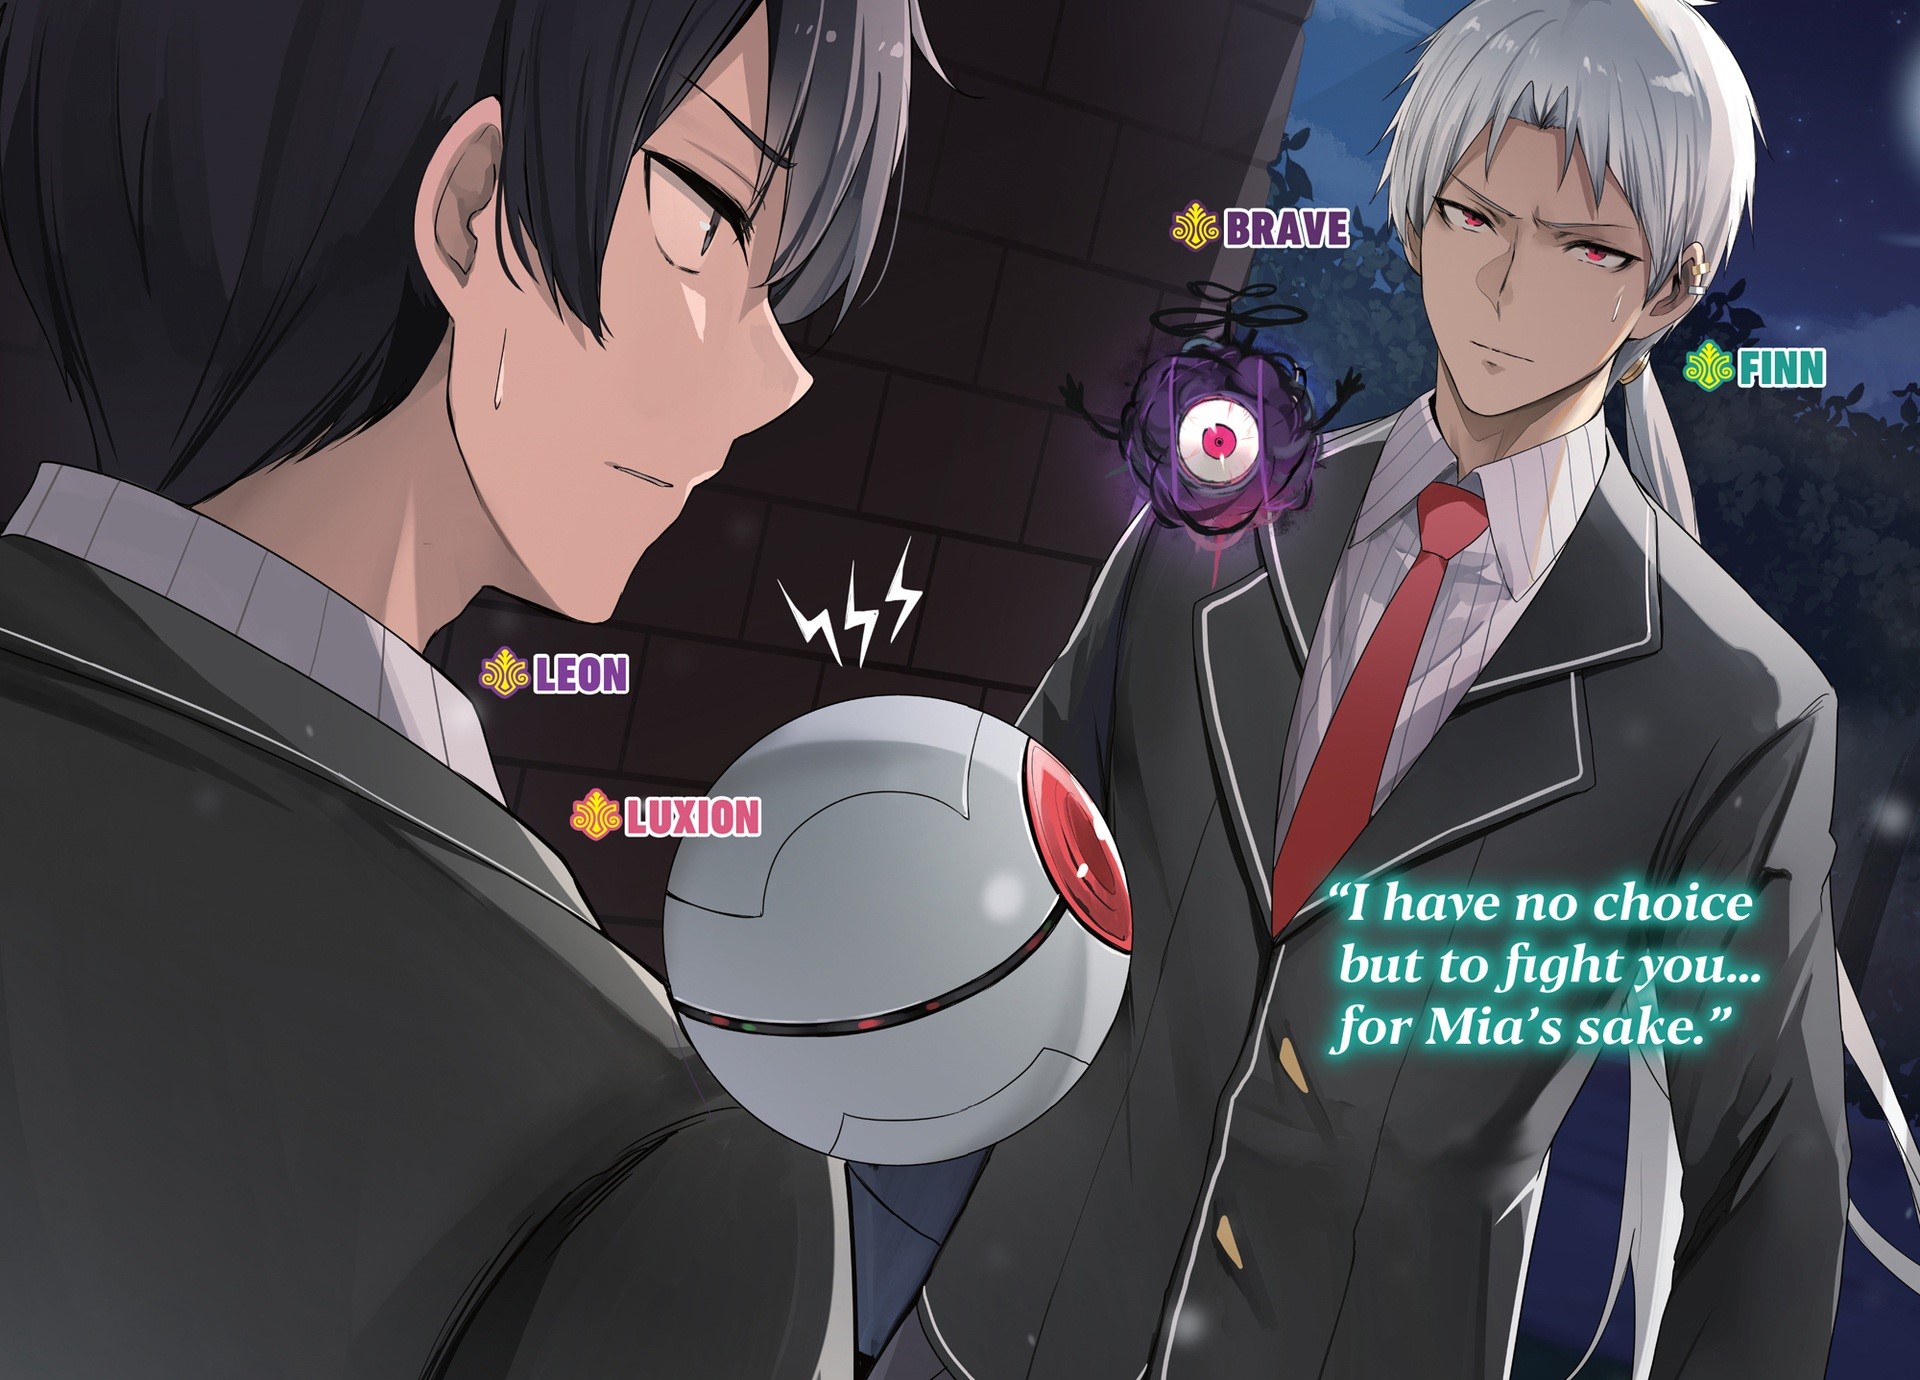 BRAVE
FINN
LEON
LUXION
“I have no choice
but to fight you...
for Mia’s sake.”